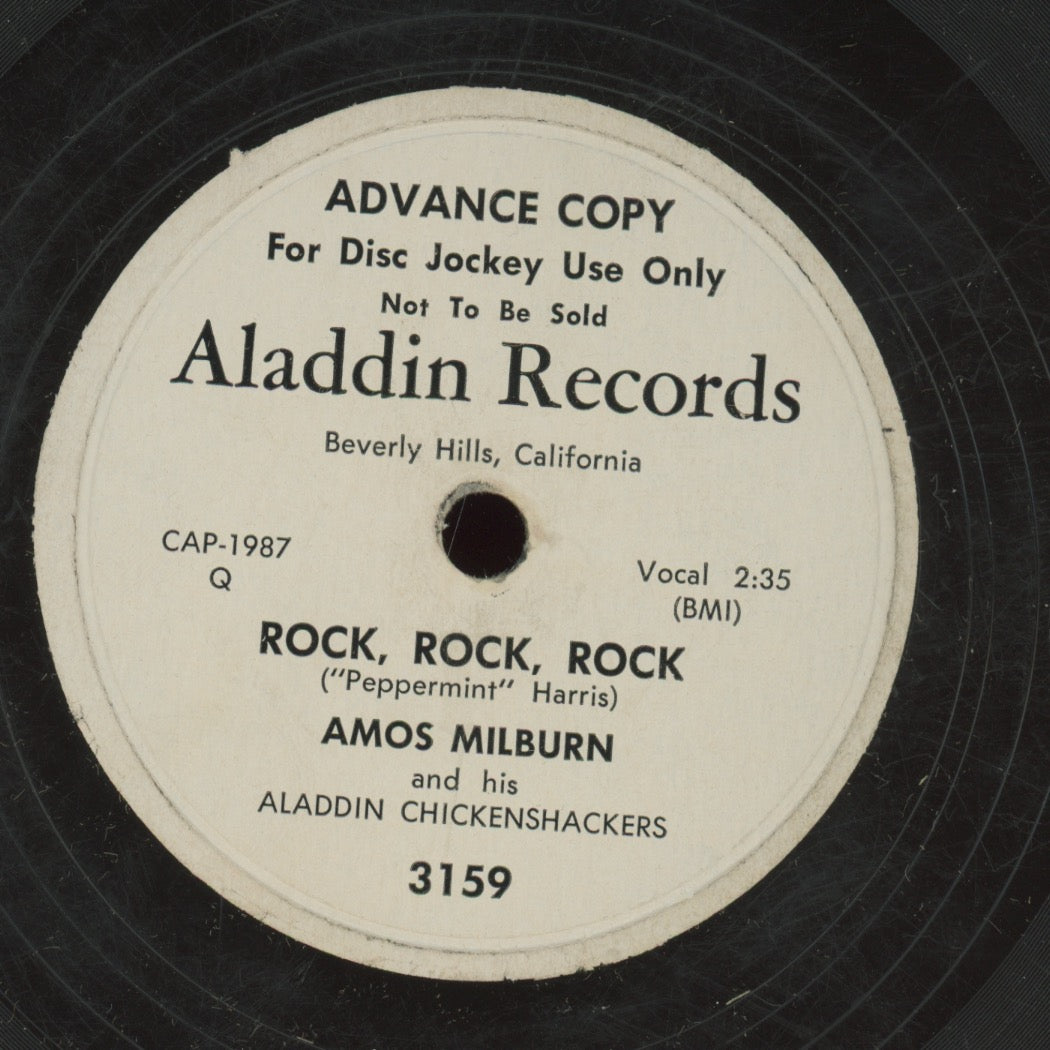 ADVANCE COPY
For Disc Jockey Use Only
Not To Be Sold
Aladdin Records
Beverly Hills, California
CAP-1987
Q
Vocal 2:35
(BMI)
ROCK, ROCK, ROCK
("Peppermint" Harris)
AMOS MILBURN
and his
ALADDIN CHICKENSHACKERS
3159